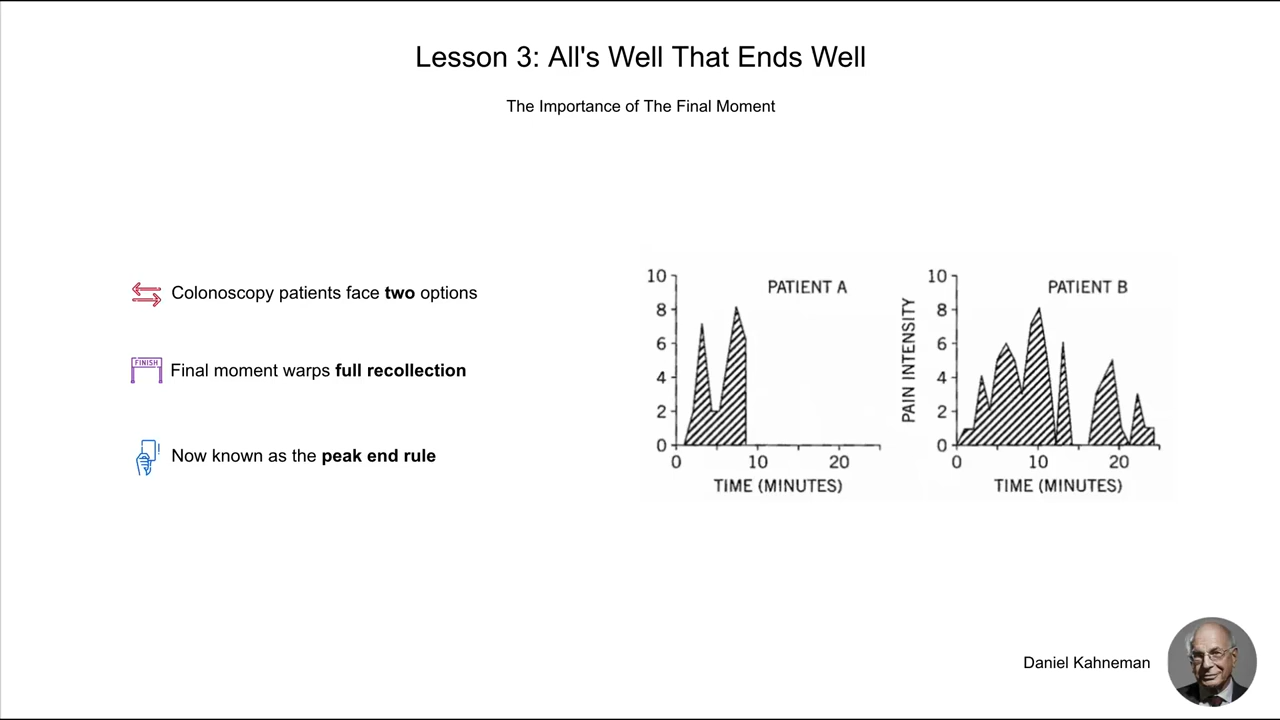 Lesson 3: All's Well That Ends Well
The Importance of The Final Moment
Colonoscopy patients face two options
FINISH
Final moment warps full recollection
Now known as the peak end rule
PATIENT A
10
8
6
4
2
0
0 10 20
TIME (MINUTES)
PATIENT B
PAIN INTENSITY
10
8
6
4
2
0
0 10 20
TIME (MINUTES)
Daniel Kahneman